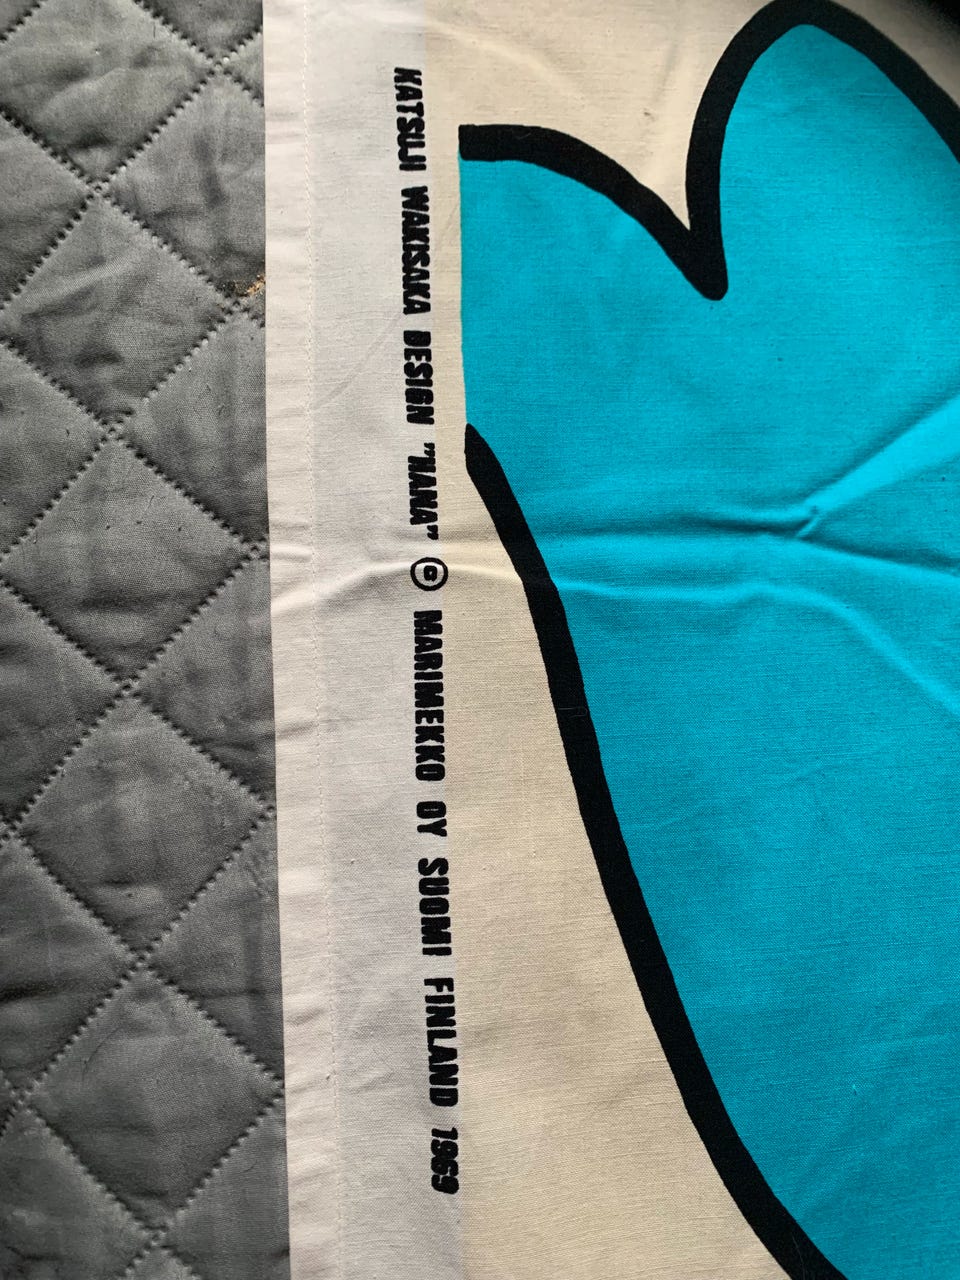 KATSUJI WAKISAKA DESIGN "HANA" © MARIMEKKO OY SUOMI FINLAND 1969